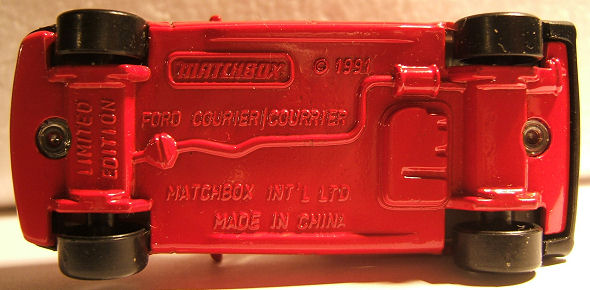 MATCHBOX
© 1991
FORD COURIER/COURRIER
LIMITED
EDITION
MATCHBOX INT'L LTD
MADE IN CHINA